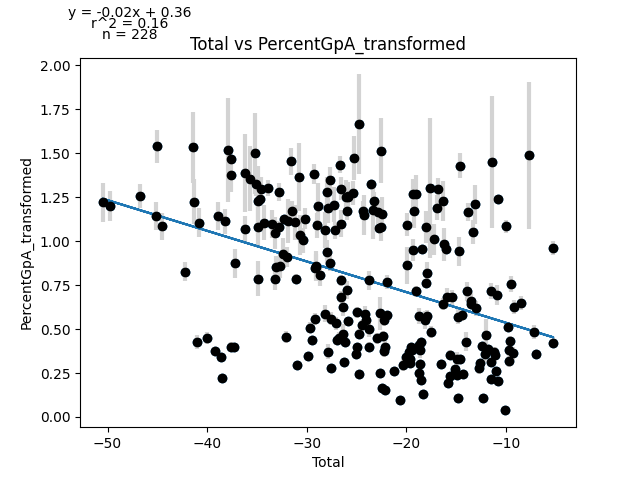 y = -0.02x + 0.36
r^2 = 0.16
n = 228
Total vs PercentGpA_transformed
PercentGpA_transformed
2.00
1.75
1.50
1.25
1.00
0.75
0.50
0.25
0.00
−50
−40
−30
−20
−10
Total